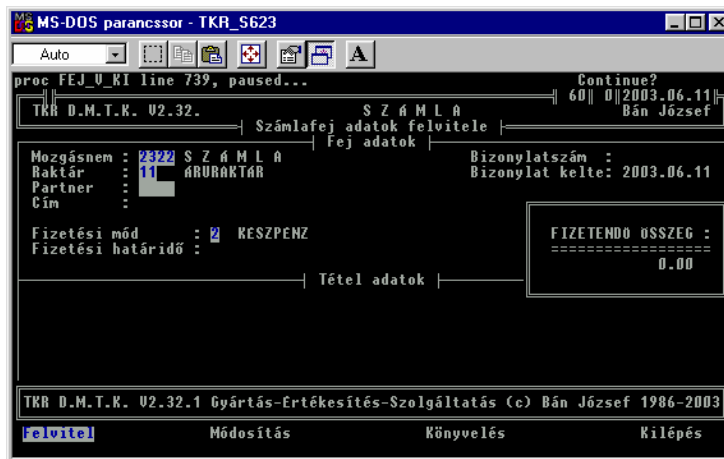 MS-DOS parancssor - TKR_S623
Auto
A
proc FEJ_V_KI line 739, paused... Continue?
60 0 2003.06.11
TKR D.M.T.K. V2.32. S Z Á M L A Bán József
Számlafej adatok felvitele
Fej adatok
Mozgásnem : 2322 S Z Á M L A Bizonylatszám :
Raktár : 11 ÁRURAKTÁR Bizonylat kelte: 2003.06.11
Partner :
Cím :
Fizetési mód : 2 KÉSZPÉNZ FIZETENDŐ ÖSSZEG :
Fizetési határidő : ==================
0.00
Tétel adatok
TKR D.M.T.K. V2.32.1 Gyártás-Értékesítés-Szolgáltatás (c) Bán József 1986-2003
Felvitel Módosítás Könyvelés Kilépés